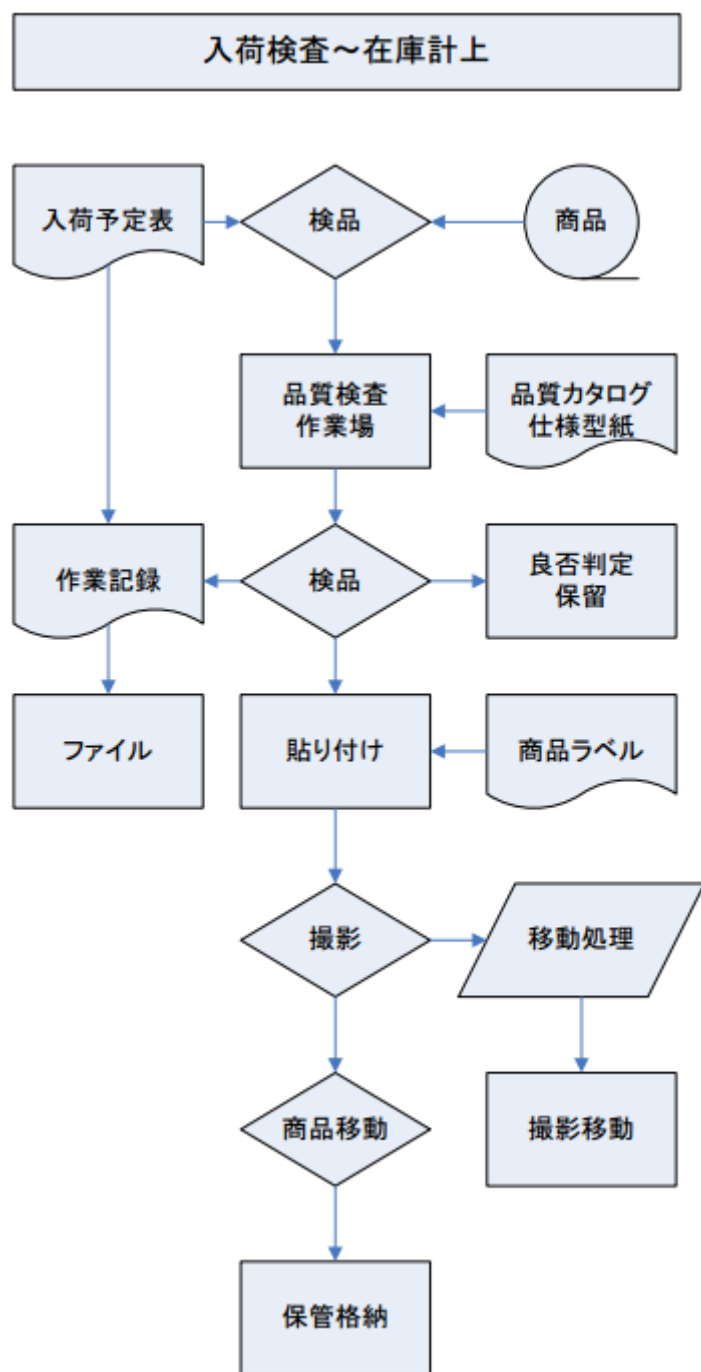 入荷検査～在庫計上
入荷予定表
検品
商品
品質検査
作業場
品質カタログ
仕様型紙
作業記録
検品
良否判定
保留
ファイル
貼り付け
商品ラベル
撮影
移動処理
商品移動
撮影移動
保管格納